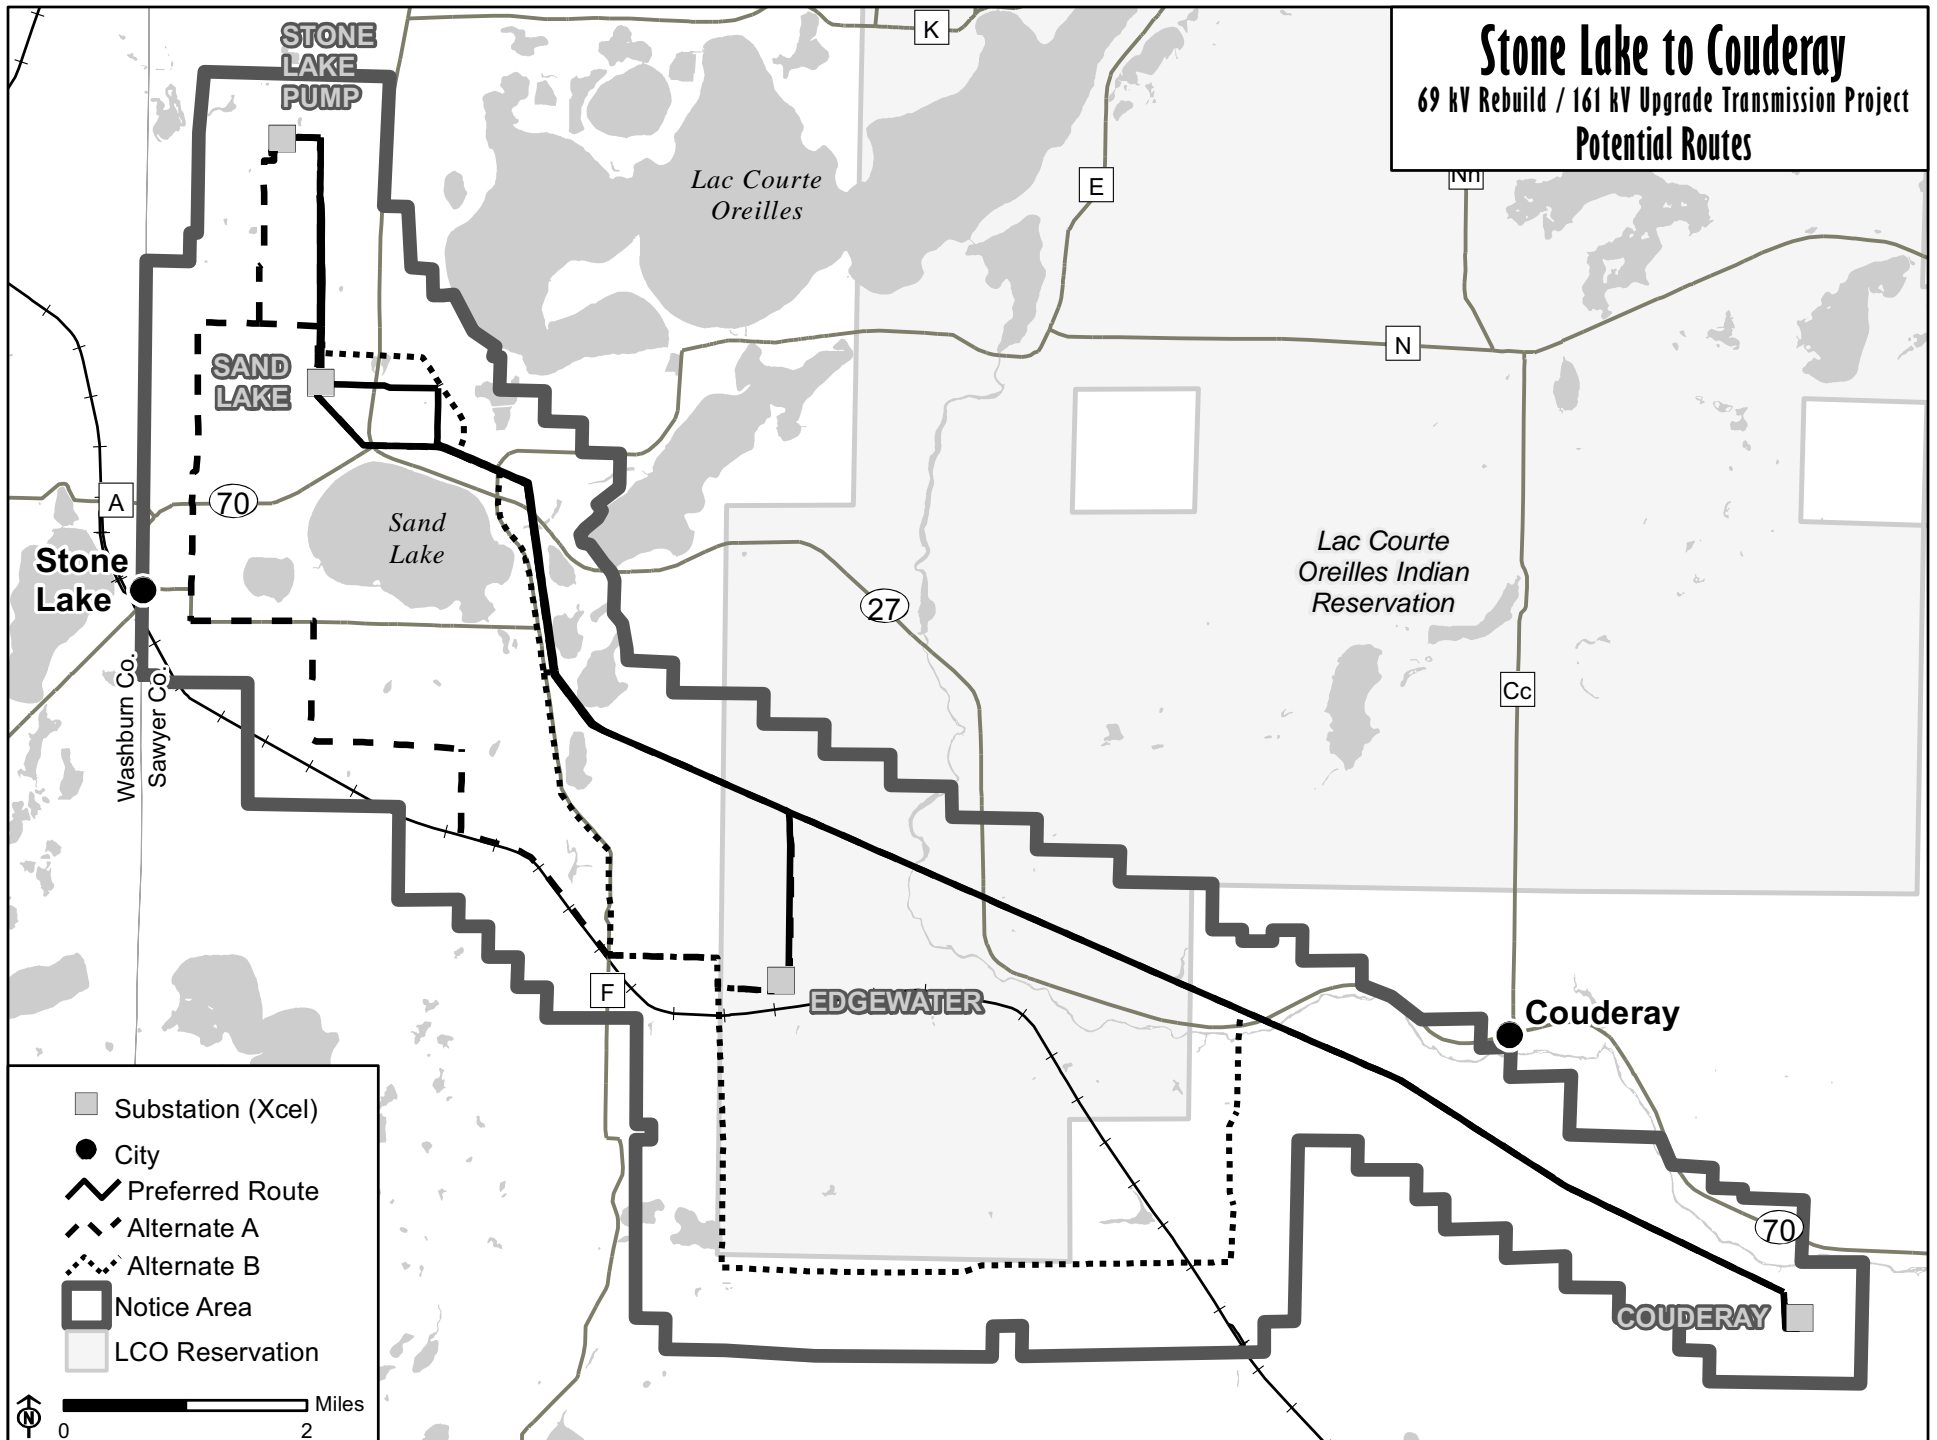 Stone Lake to Couderay
69 kV Rebuild / 161 kV Upgrade Transmission Project
Potential Routes
STONE
LAKE
PUMP
K
Lac Courte
Oreilles
E
Nh
N
SAND
LAKE
A
70
Sand
Lake
Stone
Lake
27
Lac Courte
Oreilles Indian
Reservation
Washburn Co.
Sawyer Co.
Cc
F
EDGEWATER
Couderay
70
COUDERAY
Substation (Xcel)
City
Preferred Route
Alternate A
Alternate B
Notice Area
LCO Reservation
N
Miles
0 2